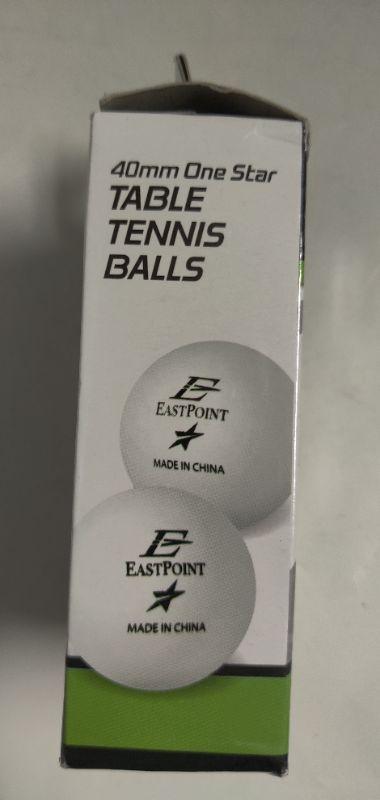 40mm One Star
TABLE
TENNIS
BALLS
E
EASTPOINT
MADE IN CHINA
E
EASTPOINT
MADE IN CHINA